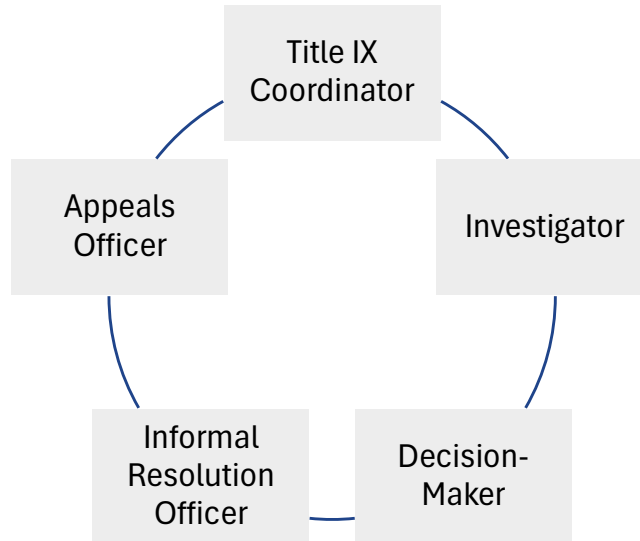 Title IX
Coordinator
Appeals
Officer
Investigator
Informal
Resolution
Officer
Decision-
Maker